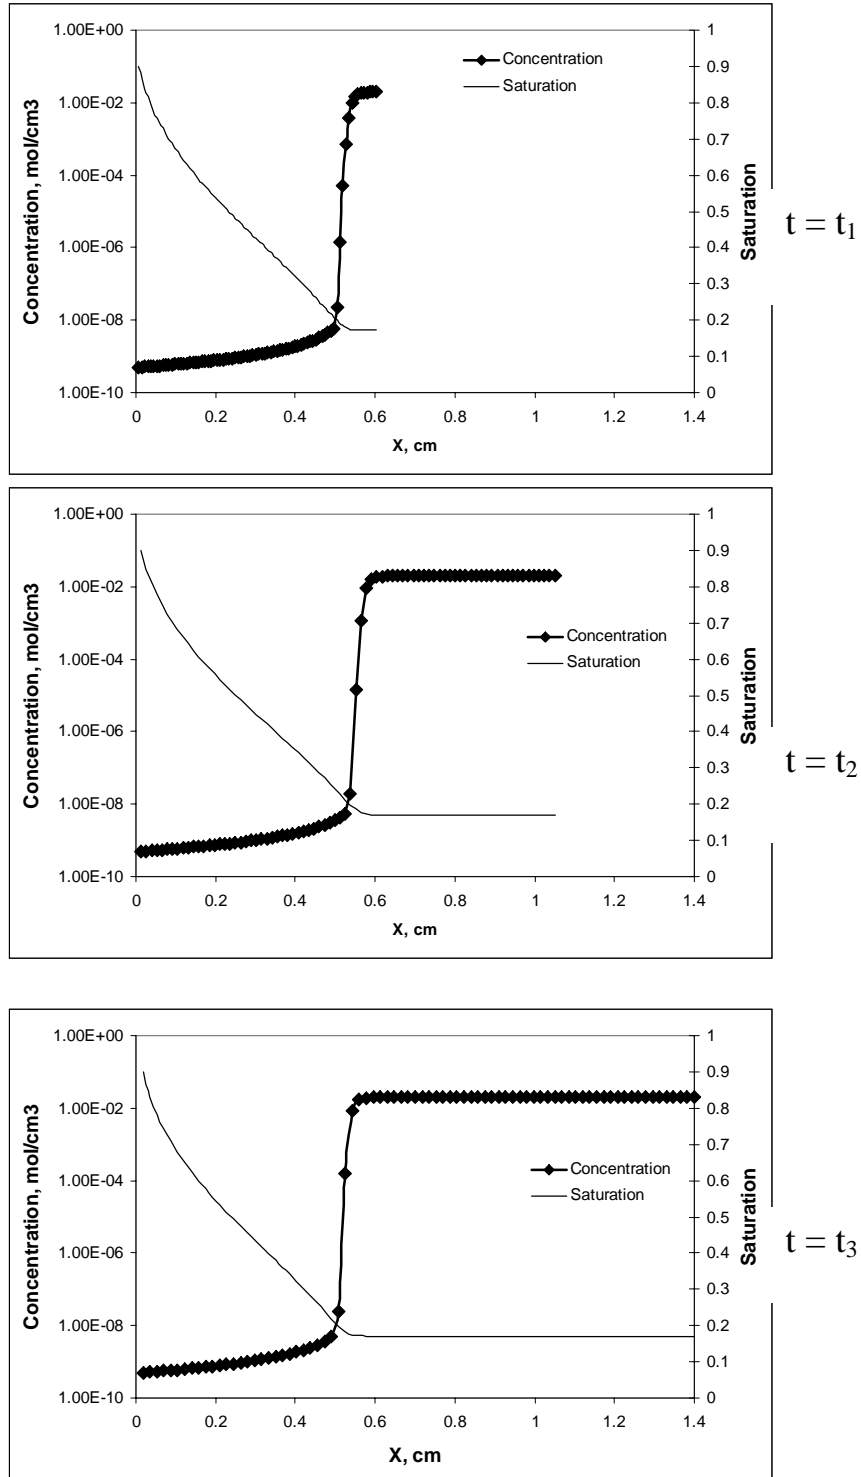 1.00E+00
1.00E-02
1.00E-04
1.00E-06
1.00E-08
1.00E-10
Concentration, mol/cm3
Concentration
Saturation
1
0.9
0.8
0.7
0.6
0.5
0.4
0.3
0.2
0.1
0
Saturation
t = t1
0 0.2 0.4 0.6 0.8 1 1.2 1.4
X, cm
1.00E+00
1.00E-02
1.00E-04
1.00E-06
1.00E-08
1.00E-10
Concentration, mol/cm3
Concentration
Saturation
1
0.9
0.8
0.7
0.6
0.5
0.4
0.3
0.2
0.1
0
Saturation
t = t2
0 0.2 0.4 0.6 0.8 1 1.2 1.4
X, cm
1.00E+00
1.00E-02
1.00E-04
1.00E-06
1.00E-08
1.00E-10
Concentration, mol/cm3
Concentration
Saturation
1
0.9
0.8
0.7
0.6
0.5
0.4
0.3
0.2
0.1
0
Saturation
t = t3
0 0.2 0.4 0.6 0.8 1 1.2 1.4
X, cm